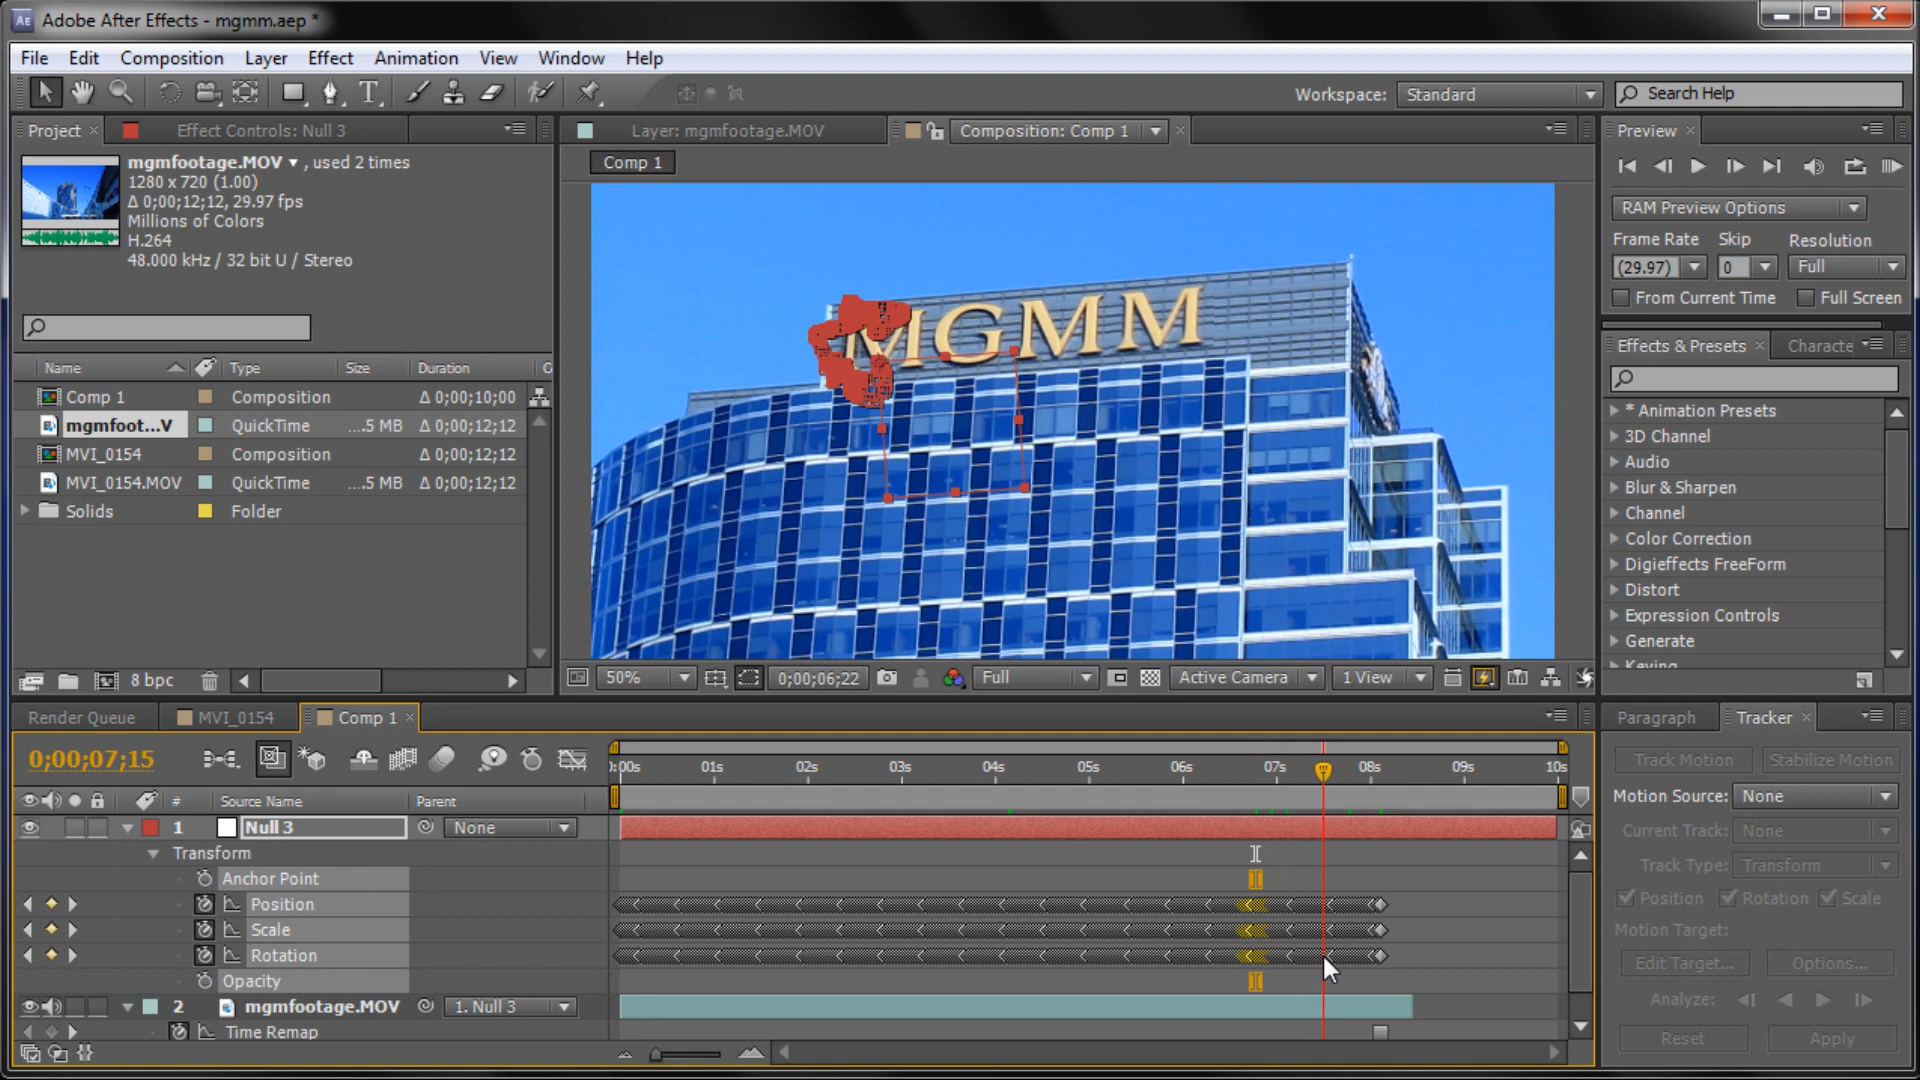 AE Adobe After Effects - mgmm.aep *
File Edit Composition Layer Effect Animation View Window Help
T Workspace: Standard Search Help
Project × Effect Controls: Null 3 Layer: mgmfootage.MOV Composition: Comp 1 × Preview ×
mgmfootage.MOV , used 2 times
1280 x 720 (1.00)
Δ 0;00;12;12, 29.97 fps
Millions of Colors
H.264
48.000 kHz / 32 bit U / Stereo
Comp 1
MGMM
RAM Preview Options
Frame Rate Skip Resolution
(29.97) 0 Full
From Current Time Full Screen
Effects & Presets × Characte
* Animation Presets
3D Channel
Audio
Blur & Sharpen
Channel
Color Correction
Digieffects FreeForm
Distort
Expression Controls
Generate
Keying
Name Type Size Duration
Comp 1 Composition Δ 0;00;10;00
mgmfoot...V QuickTime ....5 MB Δ 0;00;12;12
MVI_0154 Composition Δ 0;00;12;12
MVI_0154.MOV QuickTime ....5 MB Δ 0;00;12;12
Solids Folder
8 bpc
50% 0;00;06;22 Full Active Camera 1 View
Render Queue MVI_0154 Comp 1 ×
0;00;07;15
):00s 01s 02s 03s 04s 05s 06s 07s 08s 09s 10s
# Source Name Parent
1 Null 3 None
Transform
Anchor Point
Position
Scale
Rotation
Opacity
2 mgmfootage.MOV 1. Null 3
Time Remap
Paragraph Tracker ×
Track Motion Stabilize Motion
Motion Source: None
Current Track: None
Track Type: Transform
Position Rotation Scale
Motion Target:
Edit Target... Options...
Analyze:
Reset Apply